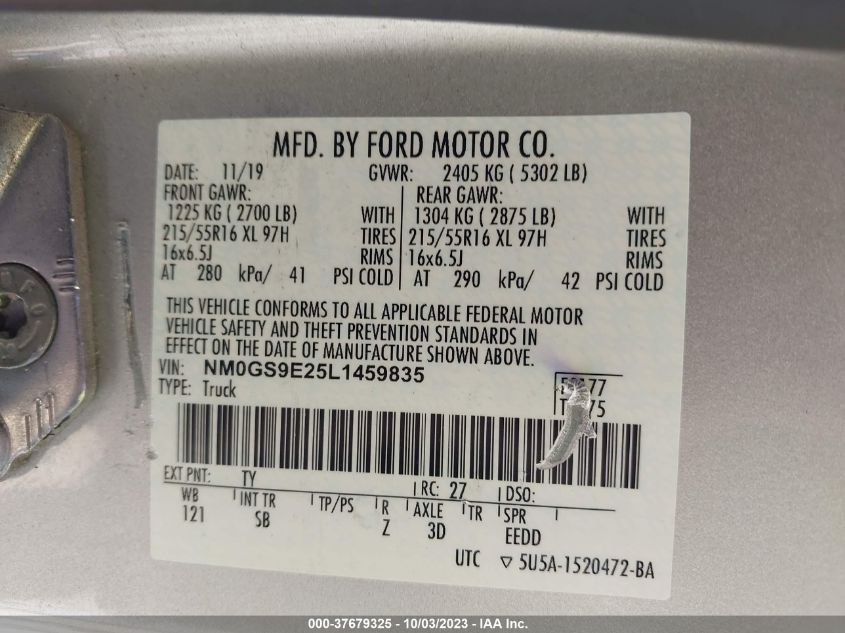 MFD. BY FORD MOTOR CO.
DATE: 11/19 GVWR: 2405 KG ( 5302 LB)
FRONT GAWR: REAR GAWR:
1225 KG ( 2700 LB) WITH 1304 KG ( 2875 LB) WITH
215/55R16 XL 97H TIRES 215/55R16 XL 97H TIRES
16x6.5J RIMS 16x6.5J RIMS
AT 280 kPa/ 41 PSI COLD AT 290 kPa/ 42 PSI COLD
THIS VEHICLE CONFORMS TO ALL APPLICABLE FEDERAL MOTOR
VEHICLE SAFETY AND THEFT PREVENTION STANDARDS IN
EFFECT ON THE DATE OF MANUFACTURE SHOWN ABOVE.
VIN: NM0GS9E25L1459835
TYPE: Truck
EXT PNT: TY RC: 27 DSO:
WB INT TR TP/PS R AXLE TR SPR
121 SB Z 3D EEDD
UTC ▽ 5U5A-1520472-BA
000-37679325 - 10/03/2023 - IAA Inc.